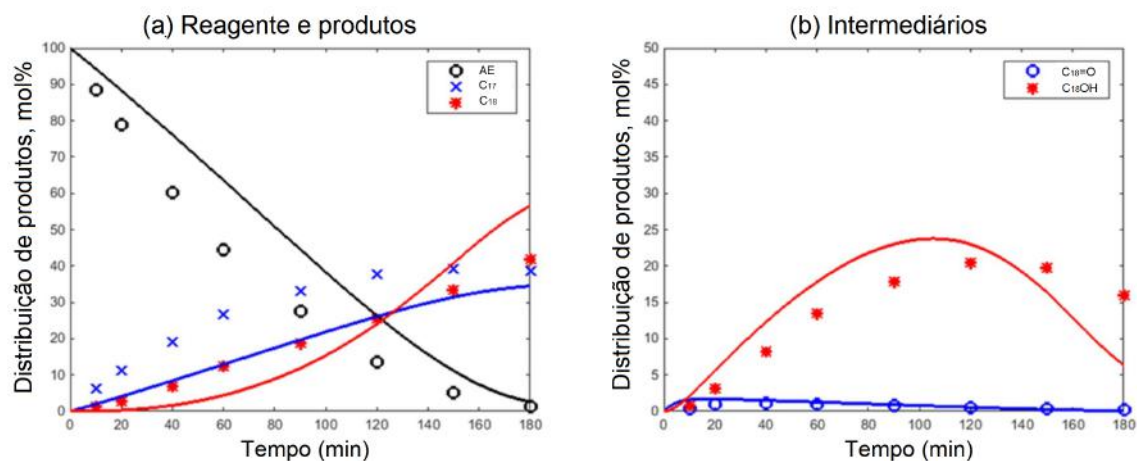 (a) Reagente e produtos
Distribuição de produtos, mol%
100
90
80
70
60
50
40
30
20
10
0
AE
C₁₇
C₁₈
0 20 40 60 80 100 120 140 160 180
Tempo (min)
(b) Intermediários
Distribuição de produtos, mol%
50
45
40
35
30
25
20
15
10
5
0
C₁₈=O
C₁₈OH
0 20 40 60 80 100 120 140 160 180
Tempo (min)